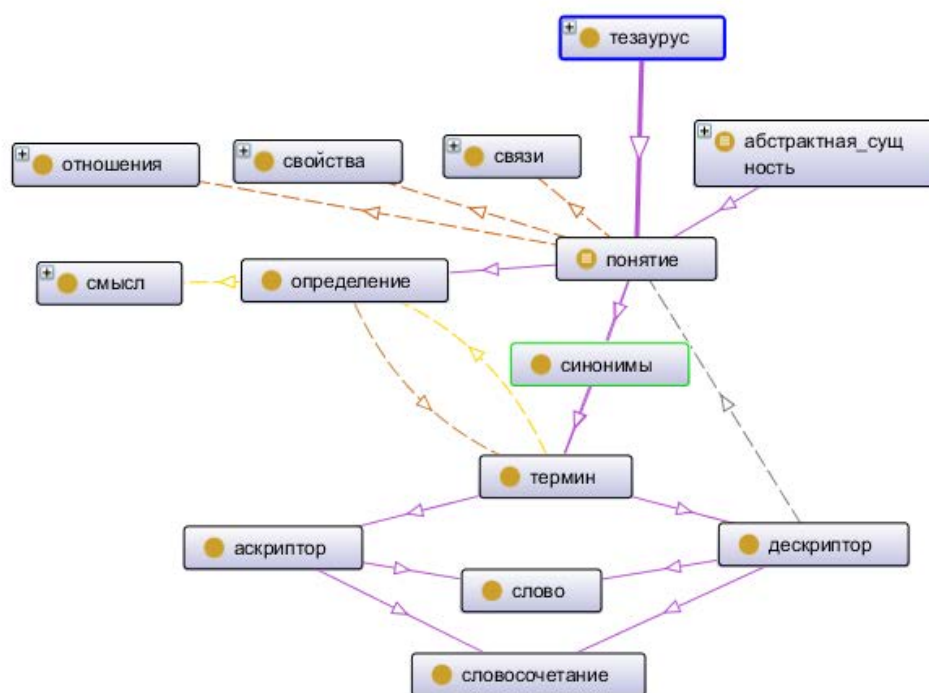 тезаурус
абстрактная_сущ
ность
отношения
свойства
связи
понятие
смысл
определение
синонимы
термин
аскриптор
дескриптор
слово
словосочетание